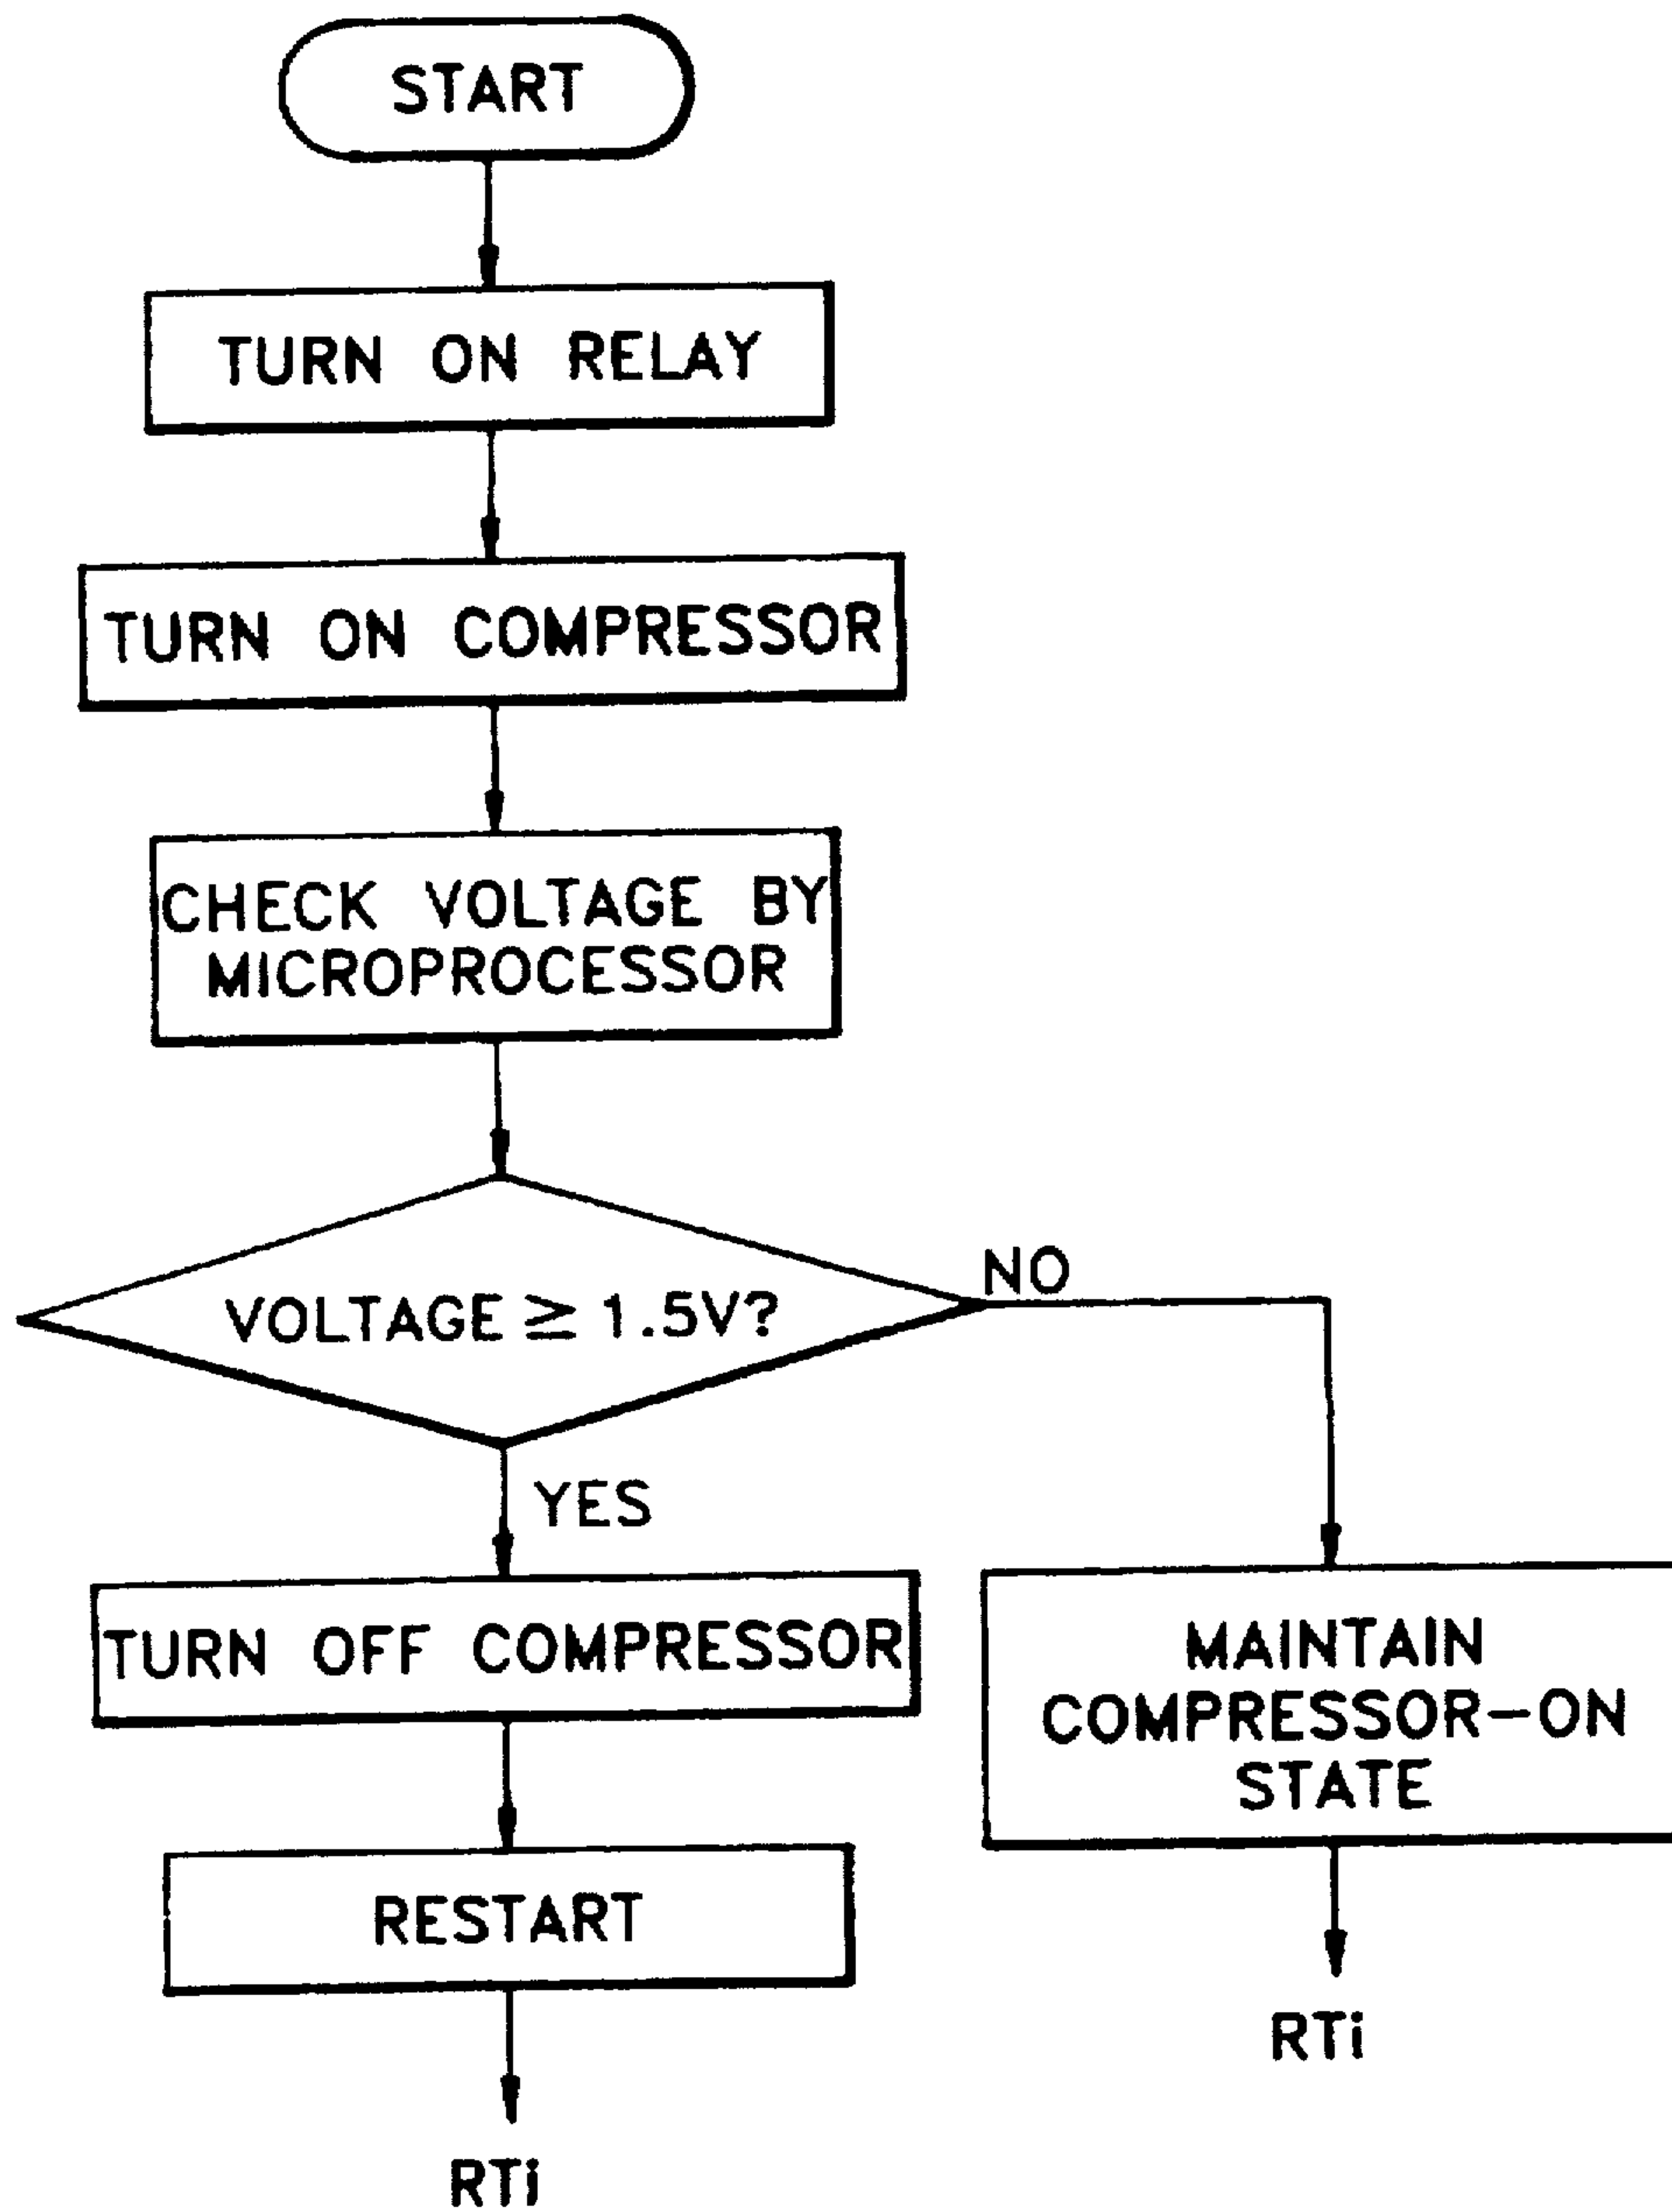 START
TURN ON RELAY
TURN ON COMPRESSOR
CHECK VOLTAGE BY
MICROPROCESSOR
VOLTAGE ≧ 1.5V?
NO
YES
TURN OFF COMPRESSOR
MAINTAIN
COMPRESSOR-ON
STATE
RESTART
RTi
RTi